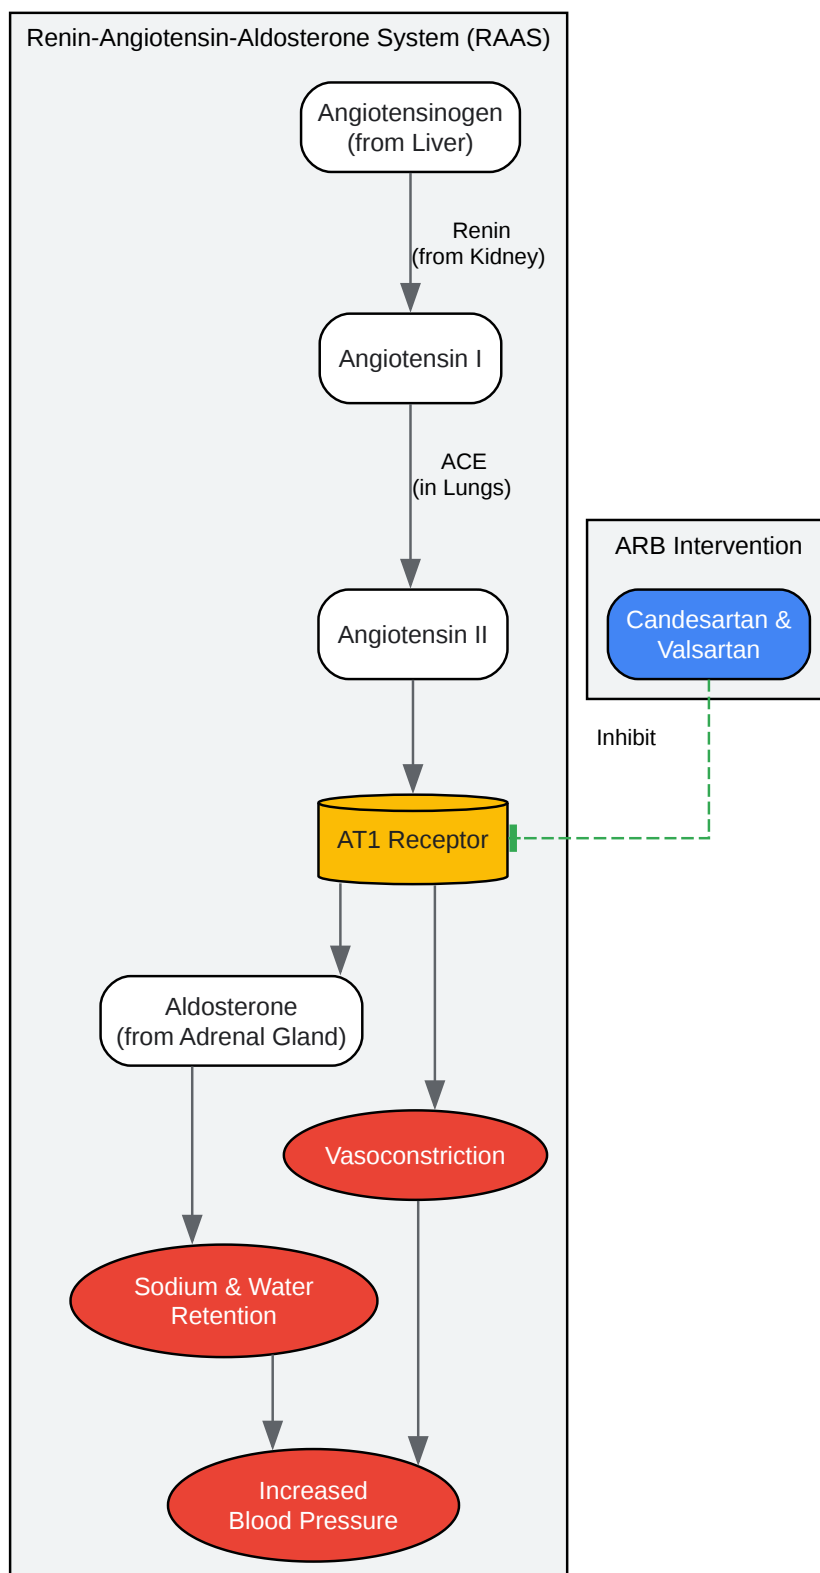 Renin-Angiotensin-Aldosterone System (RAAS)
Angiotensinogen
(from Liver)
Renin
(from Kidney)
Angiotensin I
ACE
(in Lungs)
ARB Intervention
Candesartan &
Valsartan
Angiotensin II
Inhibit
AT1 Receptor
Aldosterone
(from Adrenal Gland)
Vasoconstriction
Sodium & Water
Retention
Increased
Blood Pressure